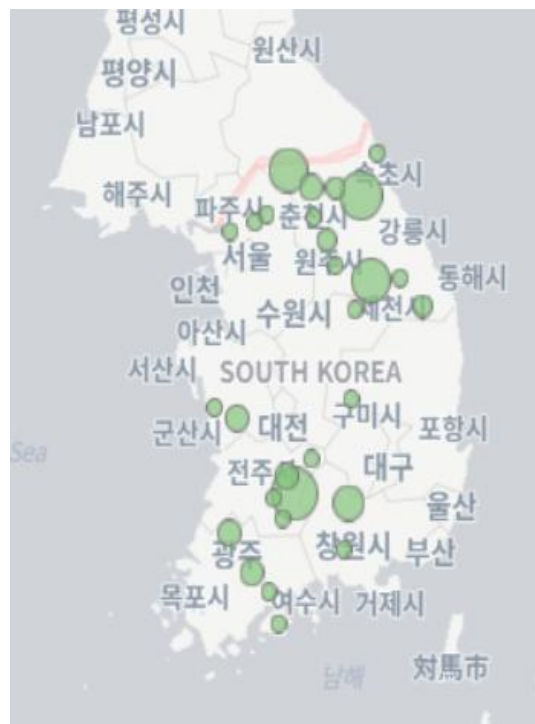 평성시
원산시
평양시
남포시
해주시
파주시
춘천시
속초시
강릉시
서울
원주시
동해시
인천
수원시
제천시
아산시
서산시
SOUTH KOREA
구미시
군산시
대전
포항시
Sea
전주시
대구
울산
광주
창원시
부산
목포시
여수시
거제시
남해
対馬市